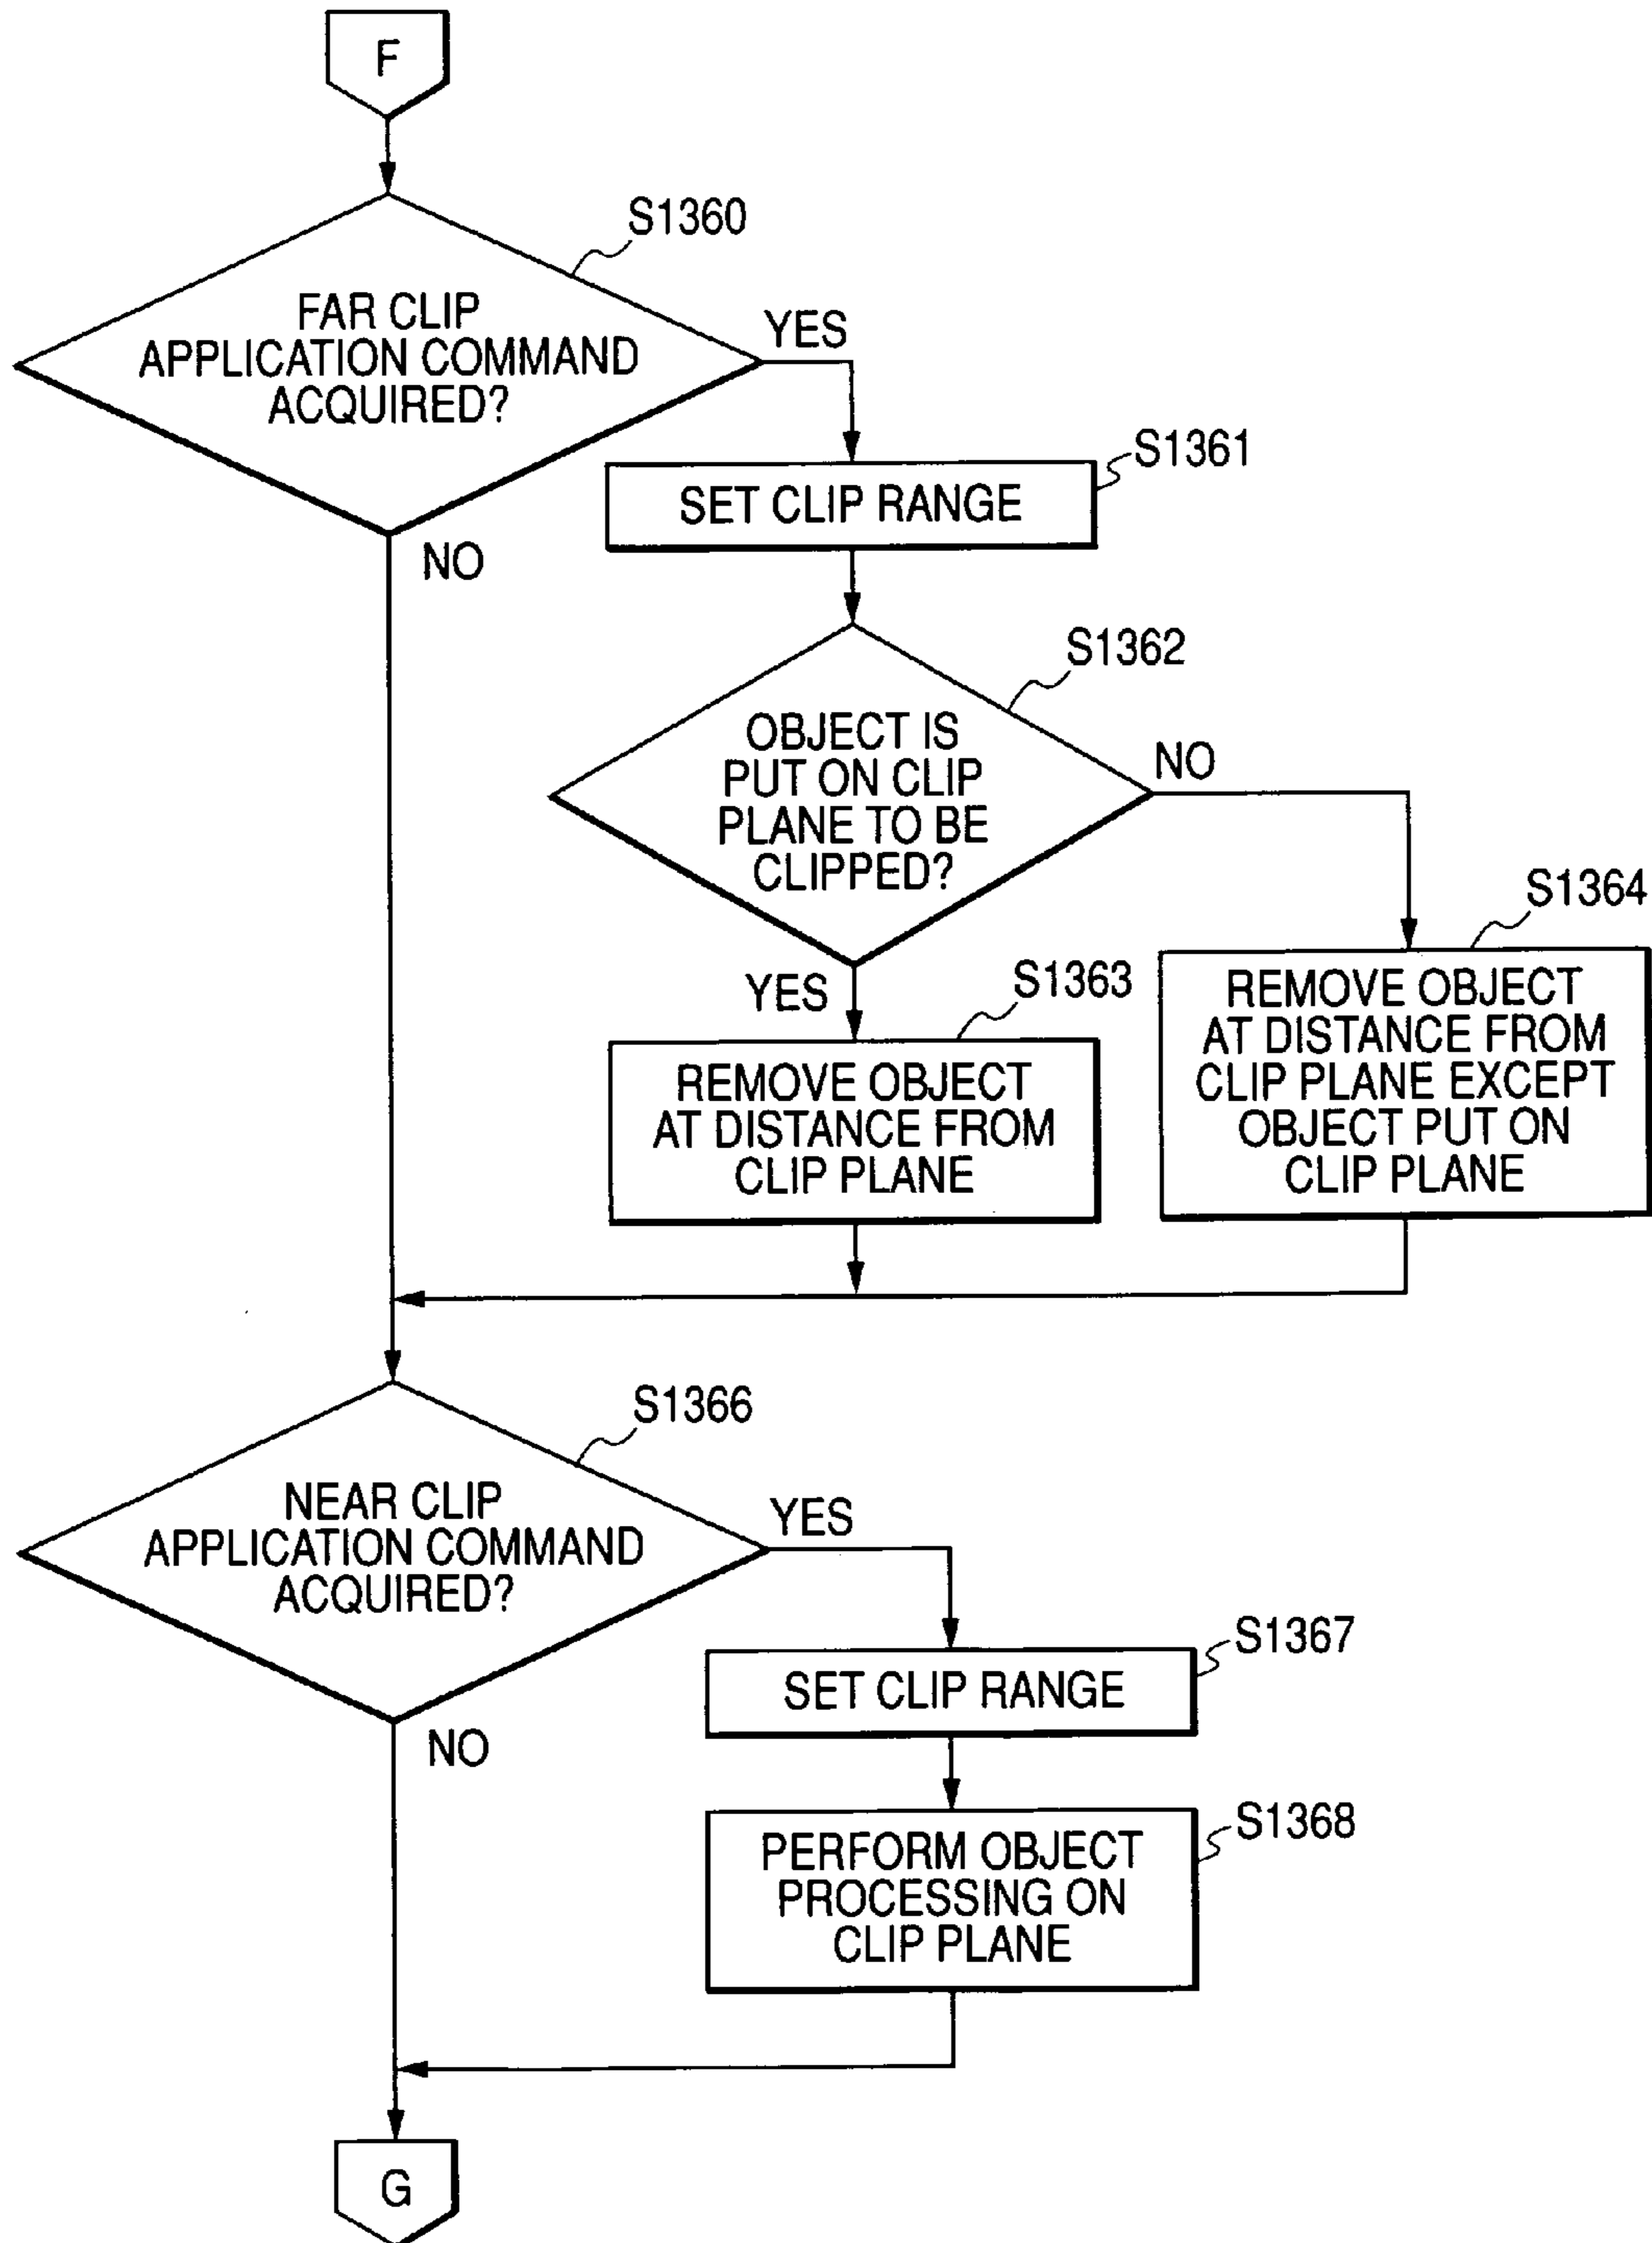 F
S1360
FAR CLIP
APPLICATION COMMAND
ACQUIRED?
YES
NO
S1361
SET CLIP RANGE
S1362
OBJECT IS
PUT ON CLIP
PLANE TO BE
CLIPPED?
NO
YES
S1363
REMOVE OBJECT
AT DISTANCE FROM
CLIP PLANE
S1364
REMOVE OBJECT
AT DISTANCE FROM
CLIP PLANE EXCEPT
OBJECT PUT ON
CLIP PLANE
S1366
NEAR CLIP
APPLICATION COMMAND
ACQUIRED?
YES
NO
S1367
SET CLIP RANGE
S1368
PERFORM OBJECT
PROCESSING ON
CLIP PLANE
G